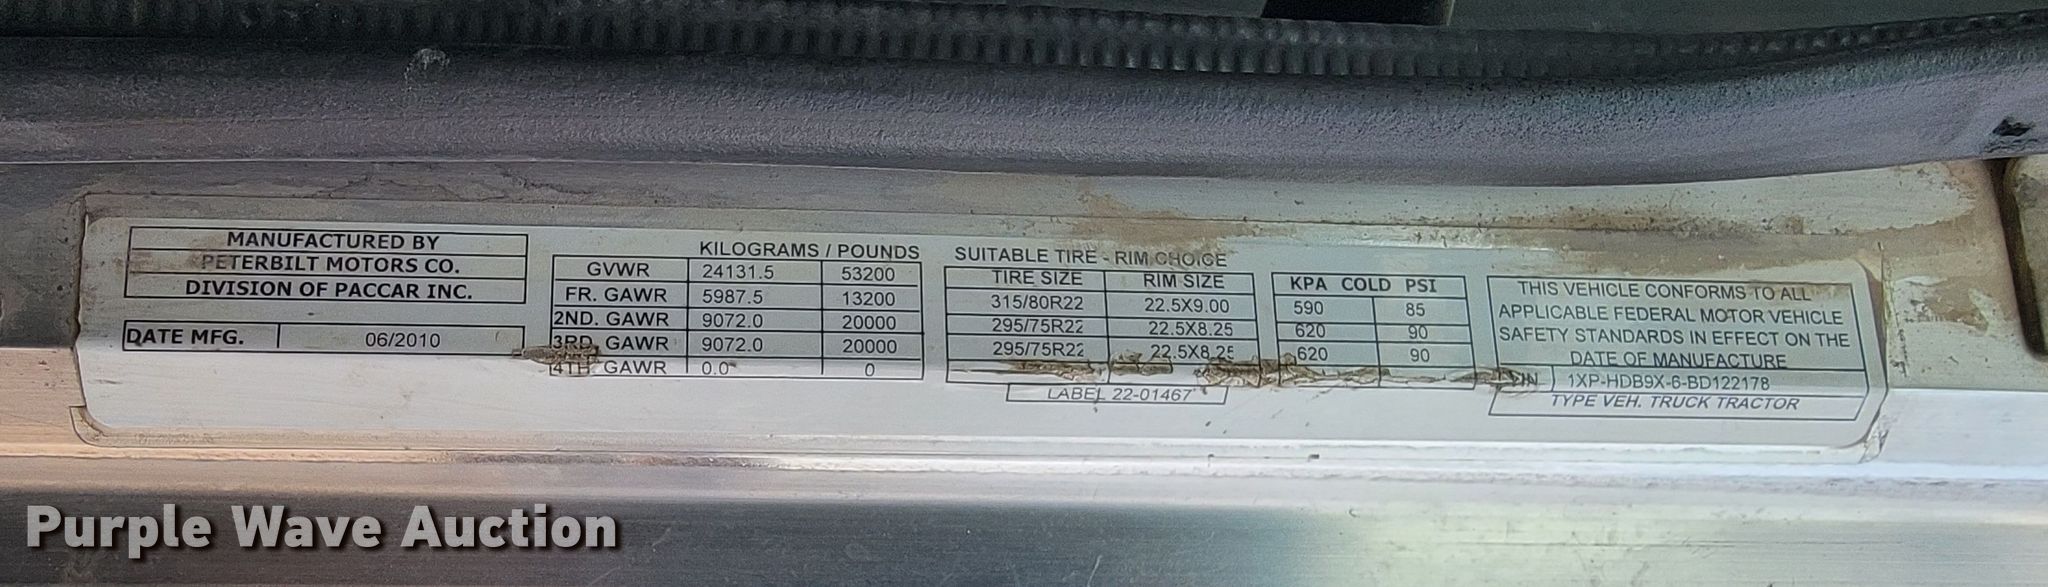 MANUFACTURED BY
PETERBILT MOTORS CO.
DIVISION OF PACCAR INC.
DATE MFG. 06/2010
KILOGRAMS / POUNDS
GVWR 24131.5 53200
FR. GAWR 5987.5 13200
2ND. GAWR 9072.0 20000
3RD. GAWR 9072.0 20000
4TH GAWR 0.0 0
SUITABLE TIRE - RIM CHOICE
TIRE SIZE RIM SIZE
315/80R22 22.5X9.00
295/75R22 22.5X8.25
295/75R22 22.5X8.25
KPA COLD PSI
590 85
620 90
620 90
LABEL 22-01467
THIS VEHICLE CONFORMS TO ALL
APPLICABLE FEDERAL MOTOR VEHICLE
SAFETY STANDARDS IN EFFECT ON THE
DATE OF MANUFACTURE
VIN 1XP-HDB9X-6-BD122178
TYPE VEH. TRUCK TRACTOR
Purple Wave Auction